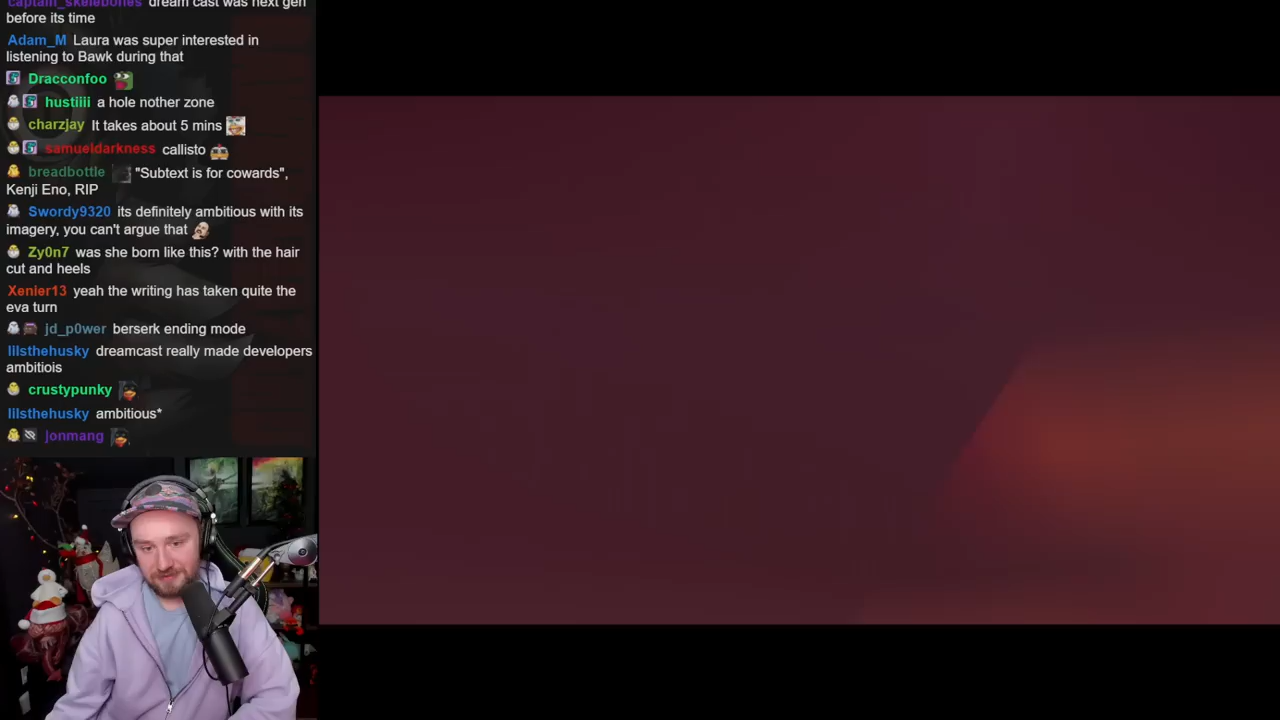 captain_skelebones dream cast was next gen
before its time
Adam_M Laura was super interested in
listening to Bawk during that
Dracconfoo
hustiiii a hole nother zone
charzjay It takes about 5 mins
samueldarkness callisto
breadbottle "Subtext is for cowards",
Kenji Eno, RIP
Swordy9320 its definitely ambitious with its
imagery, you can't argue that
Zy0n7 was she born like this? with the hair
cut and heels
Xenier13 yeah the writing has taken quite the
eva turn
jd_p0wer berserk ending mode
lilsthehusky dreamcast really made developers
ambitiois
crustypunky
lilsthehusky ambitious*
jonmang